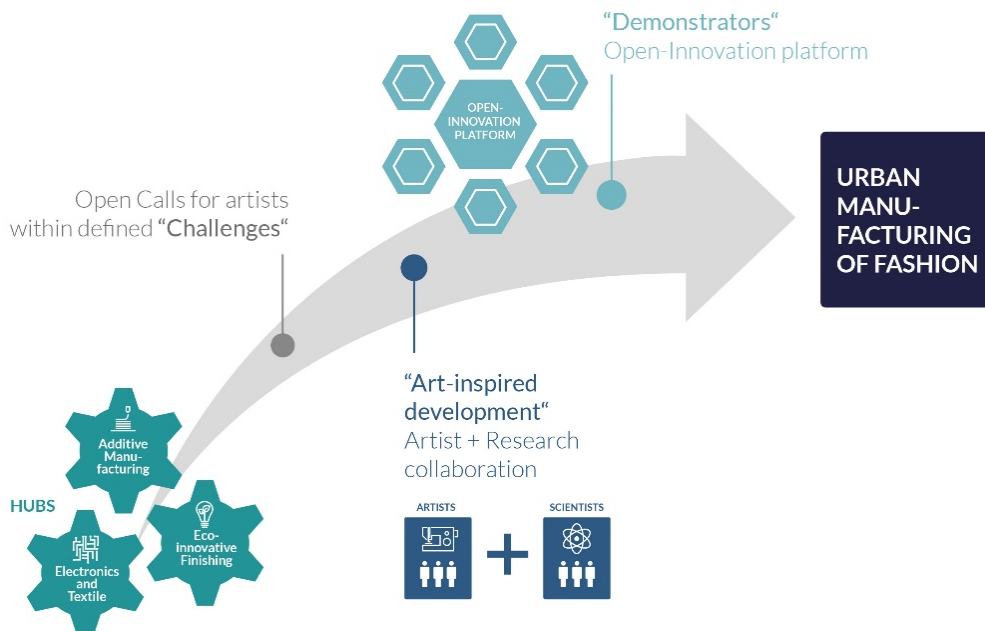 “Demonstrators“
Open-Innovation platform
OPEN-
INNOVATION
PLATFORM
URBAN
MANU-
FACTURING
OF FASHION
Open Calls for artists
within defined “Challenges“
“Art-inspired
development“
Artist + Research
collaboration
ARTISTS
SCIENTISTS
HUBS
Additive
Manu-
facturing
Eco-
innovative
Finishing
Electronics
and
Textile